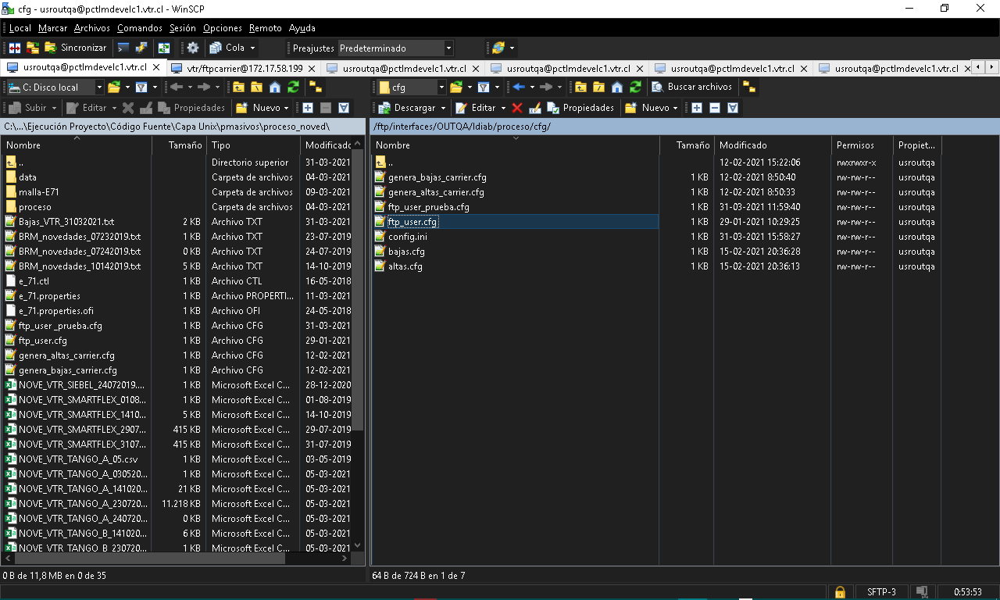 cfg - usroutqa@pctlmdevelc1.vtr.cl - WinSCP
Local Marcar Archivos Comandos Sesión Opciones Remoto Ayuda
Sincronizar Cola Preajustes Predeterminado
usroutqa@pctlmdevelc1.vtr.cl vtr/ftpcarrier@172.17.58.199 usroutqa@pctlmdevelc1.vtr.cl usroutqa@pctlmdevelc1.vtr.cl usroutqa@pctlmdevelc1.vtr.cl usroutqa@pctlmdevelc1.vtr.cl
C: Disco local
Subir Editar Propiedades Nuevo
C:\...\Ejecución Proyecto\Código Fuente\Capa Unix\pmasivos\proceso_noved\
Nombre Tamaño Tipo Modificado
.. Directorio superior 31-03-2021
data Carpeta de archivos 04-03-2021
malla-E71 Carpeta de archivos 09-03-2021
proceso Carpeta de archivos 04-03-2021
Bajas_VTR_31032021.txt 2 KB Archivo TXT 31-03-2021
BRM_novedades_07232019.txt 1 KB Archivo TXT 23-07-2019
BRM_novedades_07242019.txt 0 KB Archivo TXT 24-07-2019
BRM_novedades_10142019.txt 5 KB Archivo TXT 14-10-2019
e_71.ctl 1 KB Archivo CTL 16-05-2018
e_71.properties 1 KB Archivo PROPERTI... 11-03-2021
e_71.properties.ofi 1 KB Archivo OFI 24-05-2018
ftp_user _prueba.cfg 1 KB Archivo CFG 31-03-2021
ftp_user.cfg 1 KB Archivo CFG 29-01-2021
genera_altas_carrier.cfg 1 KB Archivo CFG 12-02-2021
genera_bajas_carrier.cfg 1 KB Archivo CFG 12-02-2021
NOVE_VTR_SIEBEL_24072019.... 1 KB Microsoft Excel C... 28-12-2020
NOVE_VTR_SMARTFLEX_0108... 1 KB Microsoft Excel C... 01-08-2019
NOVE_VTR_SMARTFLEX_1410... 5 KB Microsoft Excel C... 14-10-2019
NOVE_VTR_SMARTFLEX_2907... 415 KB Microsoft Excel C... 29-07-2019
NOVE_VTR_SMARTFLEX_3107... 415 KB Microsoft Excel C... 31-07-2019
NOVE_VTR_TANGO_A_05.csv 1 KB Microsoft Excel C... 03-05-2019
NOVE_VTR_TANGO_A_030520... 1 KB Microsoft Excel C... 05-03-2021
NOVE_VTR_TANGO_A_141020... 21 KB Microsoft Excel C... 05-03-2021
NOVE_VTR_TANGO_A_230720... 11.218 KB Microsoft Excel C... 05-03-2021
NOVE_VTR_TANGO_A_240720... 0 KB Microsoft Excel C... 05-03-2021
NOVE_VTR_TANGO_B_141020... 6 KB Microsoft Excel C... 05-03-2021
NOVE_VTR_TANGO_B_230720... 1 KB Microsoft Excel C... 05-03-2021
0 B de 11,8 MB en 0 de 35
cfg Buscar archivos
Descargar Editar Propiedades Nuevo
/ftp/interfaces/OUTQA/ldiab/proceso/cfg/
Nombre Tamaño Modificado Permisos Propiet...
.. 12-02-2021 15:22:06 rwxrwxr-x usroutqa
genera_bajas_carrier.cfg 1 KB 12-02-2021 8:50:40 rw-rw-r-- usroutqa
genera_altas_carrier.cfg 1 KB 12-02-2021 8:50:33 rw-rw-r-- usroutqa
ftp_user_prueba.cfg 1 KB 31-03-2021 11:59:40 rw-rw-r-- usroutqa
ftp_user.cfg 1 KB 29-01-2021 10:29:25 rw-rw-r-- usroutqa
config.ini 1 KB 31-03-2021 15:58:27 rw-rw-r-- usroutqa
bajas.cfg 1 KB 15-02-2021 20:36:28 rw-rw-r-- usroutqa
altas.cfg 1 KB 15-02-2021 20:36:13 rw-rw-r-- usroutqa
64 B de 724 B en 1 de 7
SFTP-3 0:53:53